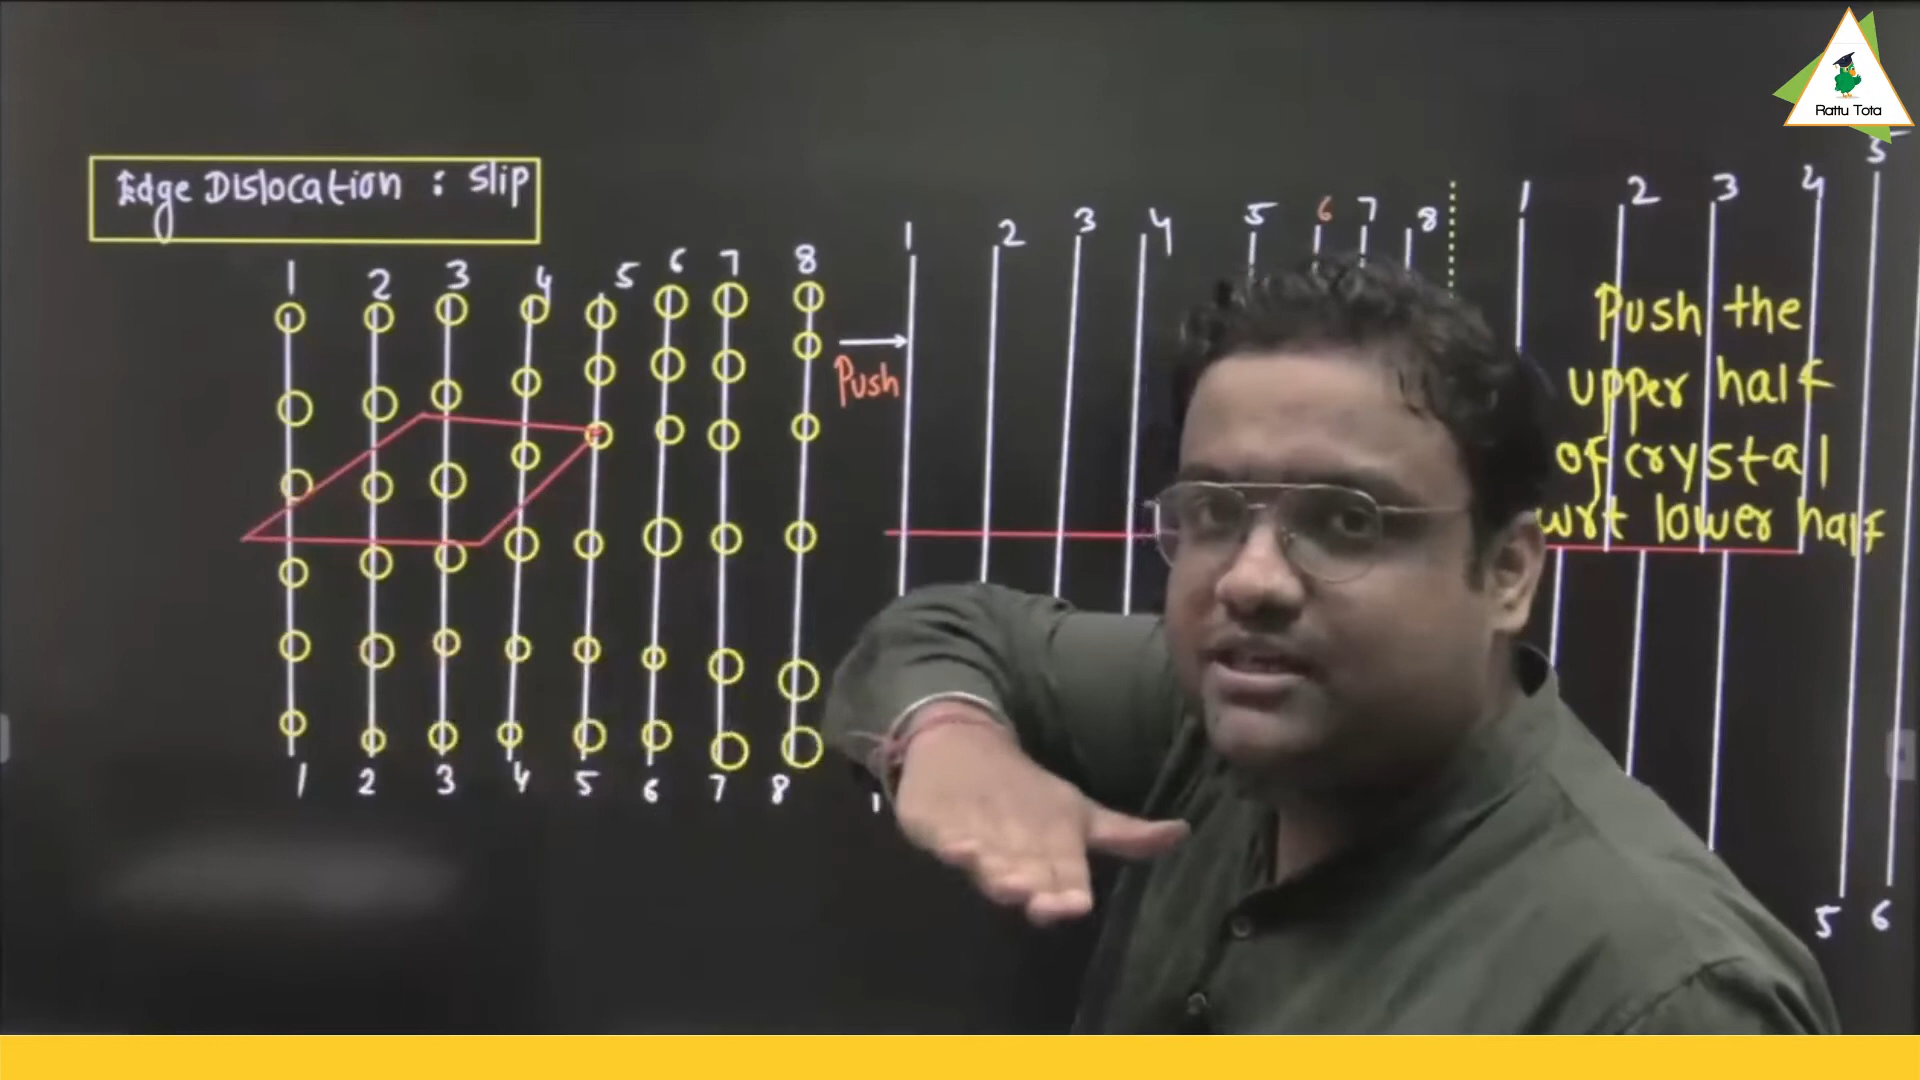 Rattu Tota
Edge Dislocation : slip
1 2 3 4 5 6 7 8
Push
1 2 3 4 5 6 7 8
1 2 3 4 5 6 7 8
1 2 3 4 5
Push the
upper half
of crystal
wrt lower half
5 6